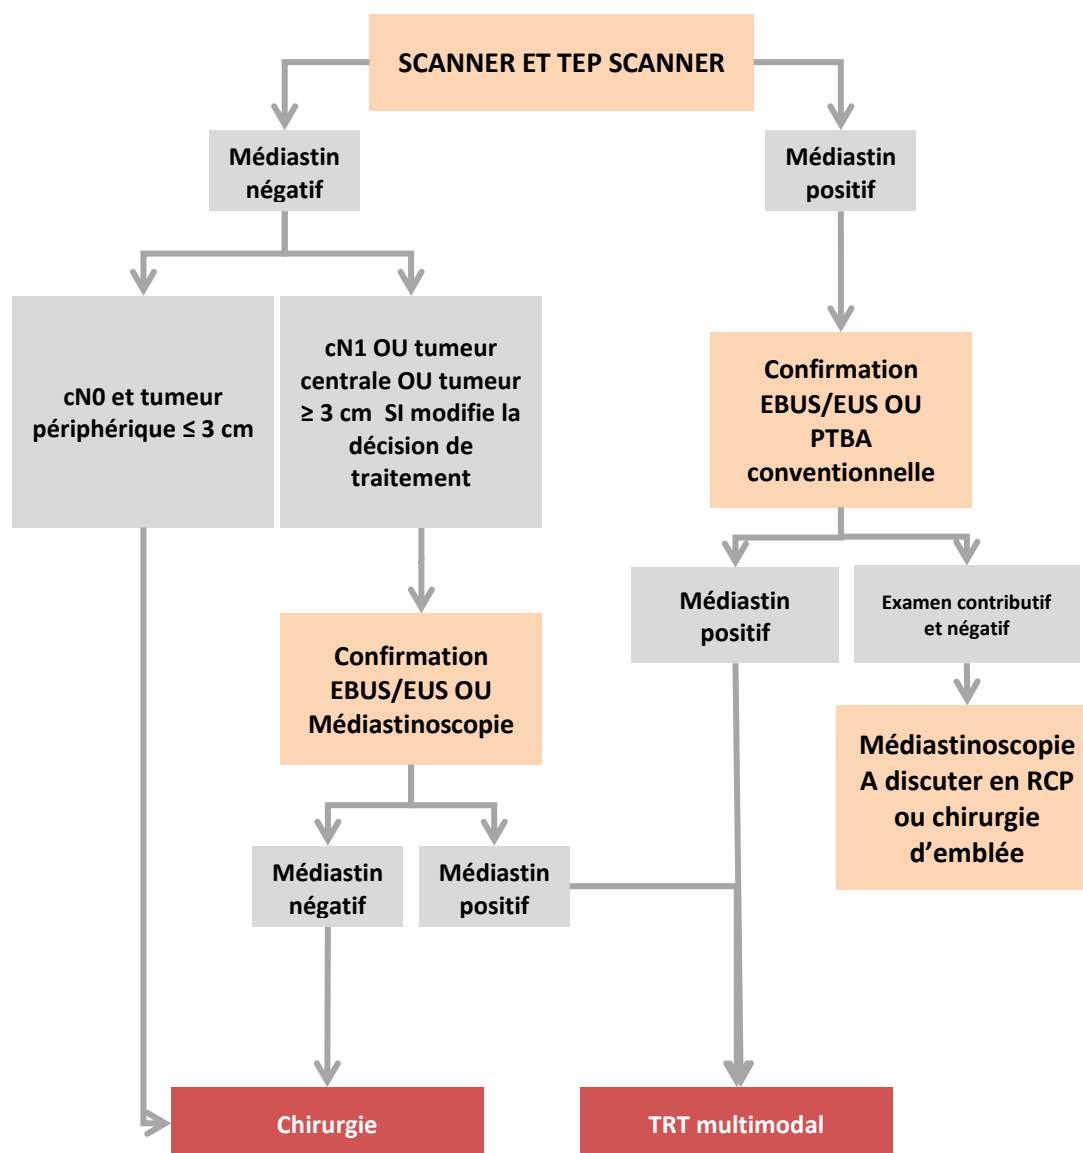 SCANNER ET TEP SCANNER
Médiastin
négatif
Médiastin
positif
cN0 et tumeur
périphérique ≤ 3 cm
cN1 OU tumeur
centrale OU tumeur
≥ 3 cm SI modifie la
décision de
traitement
Confirmation
EBUS/EUS OU
PTBA
conventionnelle
Médiastin
positif
Examen contributif
et négatif
Confirmation
EBUS/EUS OU
Médiastinoscopie
Médiastinoscopie
A discuter en RCP
ou chirurgie
d’emblée
Médiastin
négatif
Médiastin
positif
Chirurgie
TRT multimodal